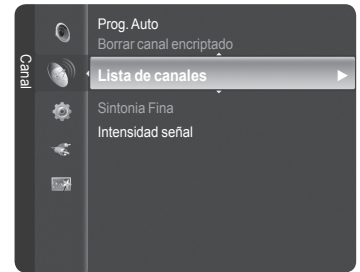 Canal
Prog. Auto
Borrar canal encriptado
Lista de canales
Sintonia Fina
Intensidad señal